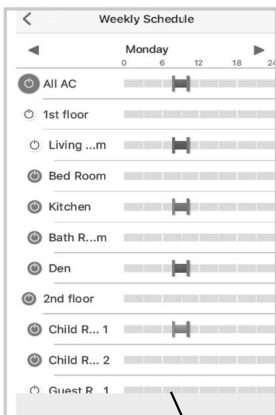 Weekly Schedule
Monday
0 6 12 18 24
All AC
1st floor
Living ...m
Bed Room
Kitchen
Bath R...m
Den
2nd floor
Child R... 1
Child R... 2
Guest R...1